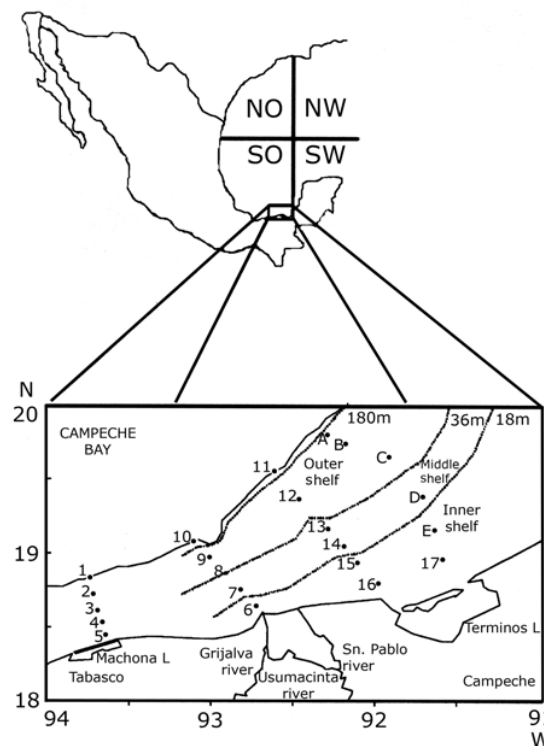 NO NW
SO SW
N
20
19
18
94 93 92 91
W
CAMPECHE
BAY
180m 36m 18m
A
B
C
D
E
Outer
shelf
Middle
shelf
Inner
shelf
11
12
10
9
13
14
15
8
7
6
16
17
1
2
3
4
5
Machona L
Tabasco
Grijalva
river
Usumacinta
river
Sn. Pablo
river
Terminos L
Campeche